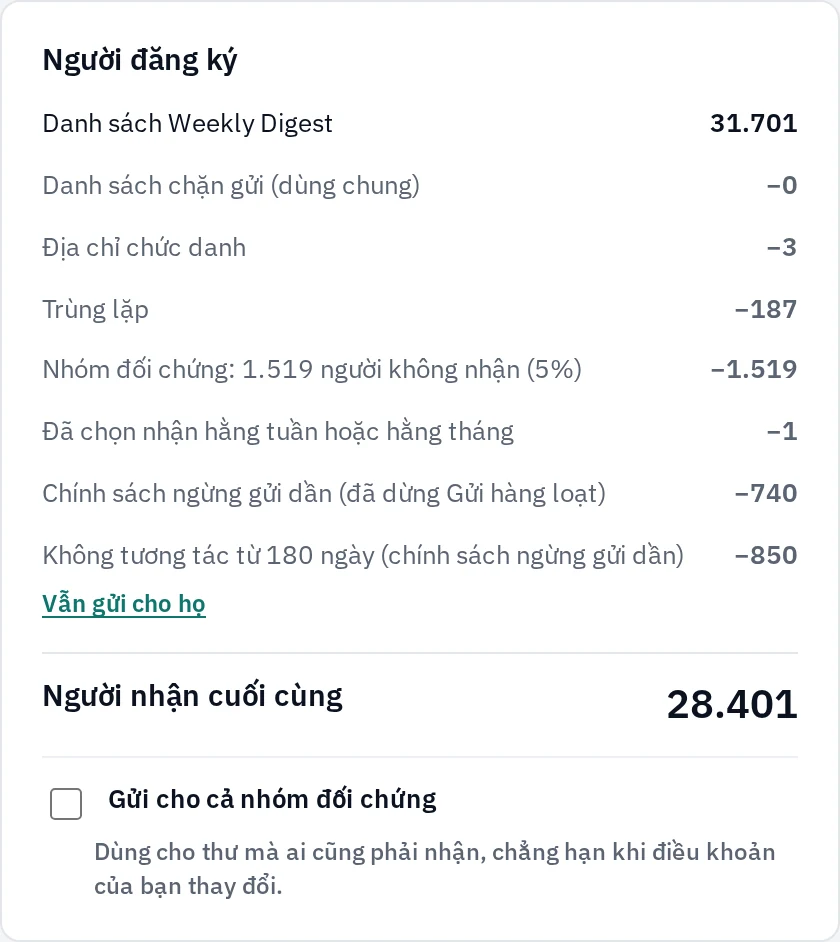 Người đăng ký
Danh sách Weekly Digest 31.701
Danh sách chặn gửi (dùng chung) −0
Địa chỉ chức danh −3
Trùng lặp −187
Nhóm đối chứng: 1.519 người không nhận (5%) −1.519
Đã chọn nhận hằng tuần hoặc hằng tháng −1
Chính sách ngừng gửi dần (đã dừng Gửi hàng loạt) −740
Không tương tác từ 180 ngày (chính sách ngừng gửi dần) −850
Vẫn gửi cho họ
Người nhận cuối cùng 28.401
Gửi cho cả nhóm đối chứng
Dùng cho thư mà ai cũng phải nhận, chẳng hạn khi điều khoản
của bạn thay đổi.